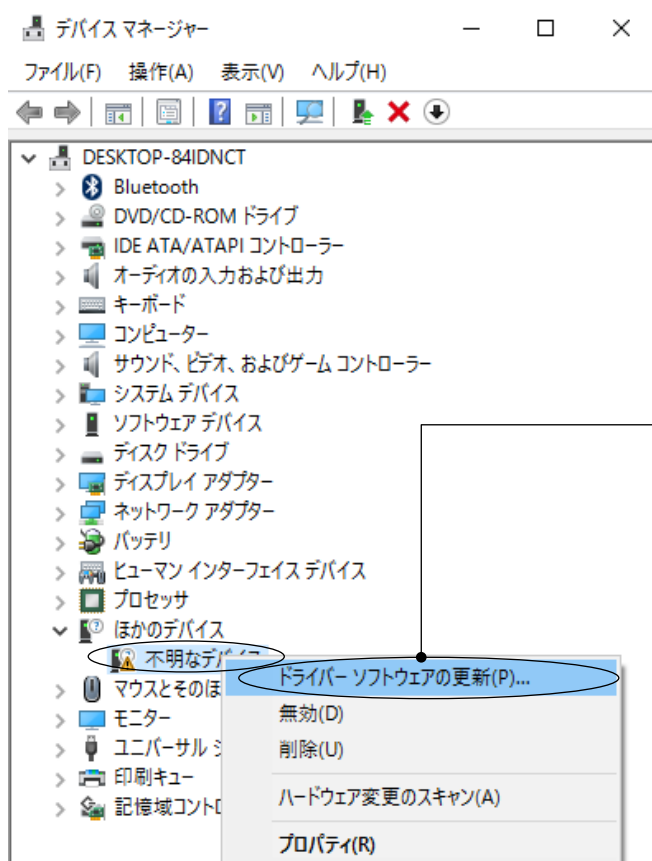 デバイス マネージャー
ファイル(F) 操作(A) 表示(V) ヘルプ(H)
DESKTOP-84IDNCT
Bluetooth
DVD/CD-ROM ドライブ
IDE ATA/ATAPI コントローラー
オーディオの入力および出力
キーボード
コンピューター
サウンド、ビデオ、およびゲーム コントローラー
システム デバイス
ソフトウェア デバイス
ディスク ドライブ
ディスプレイ アダプター
ネットワーク アダプター
バッテリ
ヒューマン インターフェイス デバイス
プロセッサ
ほかのデバイス
不明なデバイス
ドライバー ソフトウェアの更新(P)...
マウスとそのほ
無効(D)
モニター
ユニバーサル
削除(U)
印刷キュー
ハードウェア変更のスキャン(A)
記憶域コント
プロパティ(R)